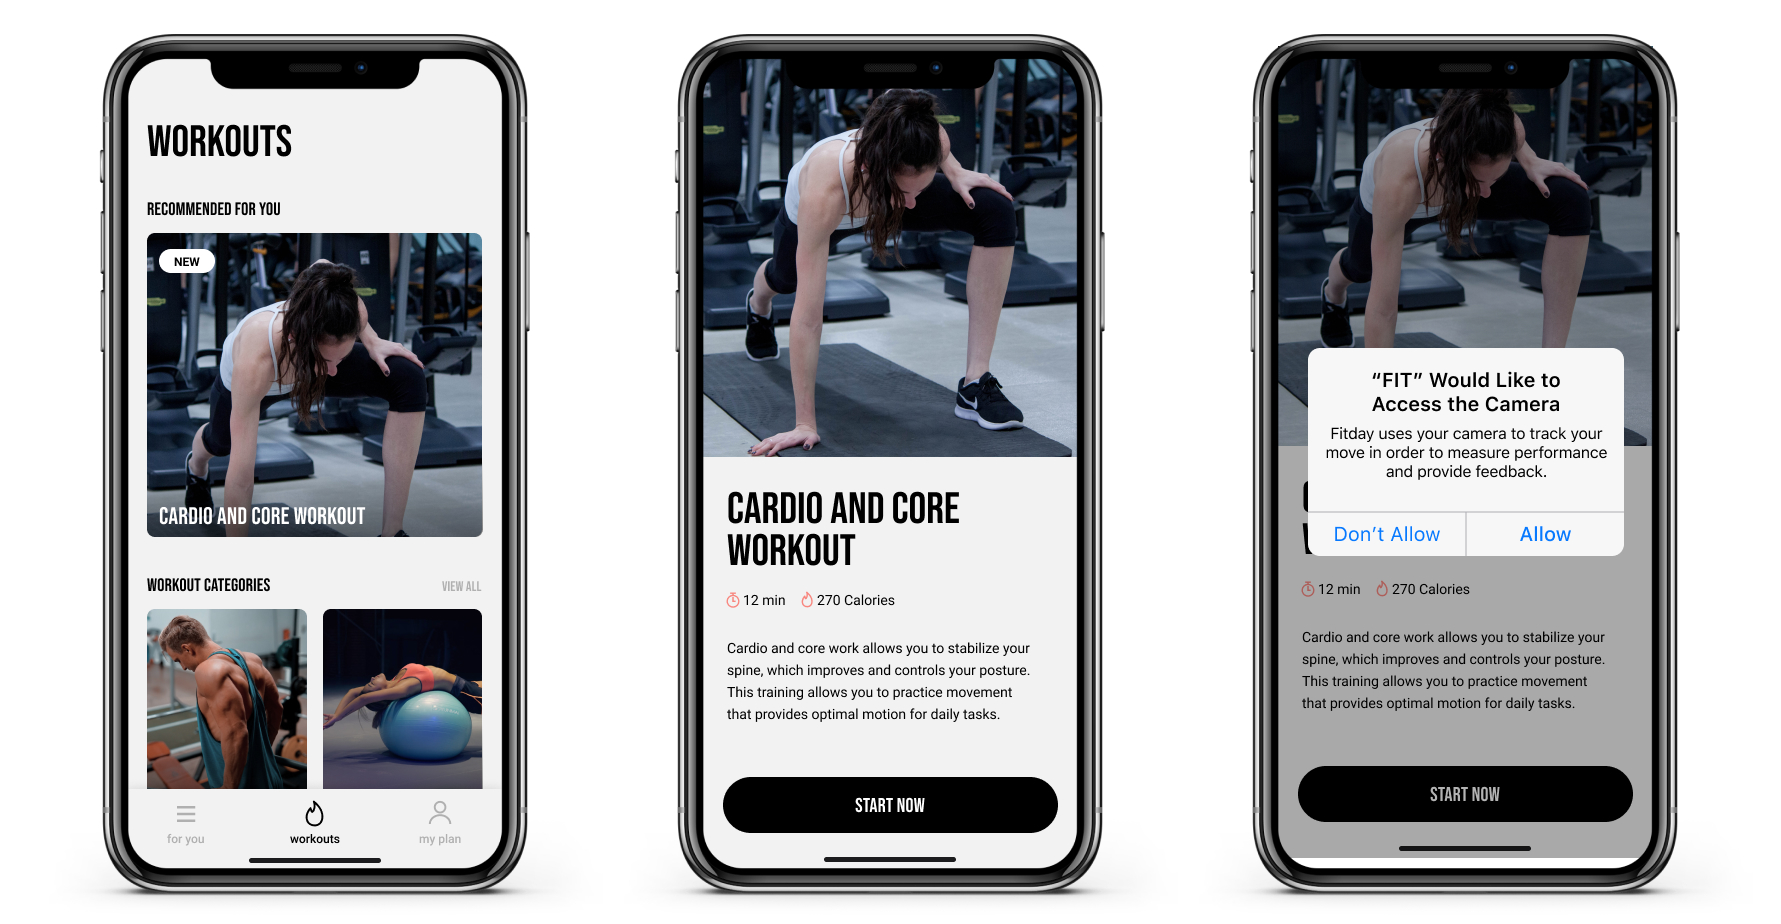 WORKOUTS
RECOMMENDED FOR YOU
NEW
CARDIO AND CORE WORKOUT
WORKOUT CATEGORIES
VIEW ALL
for you
workouts
my plan
CARDIO AND CORE
WORKOUT
12 min
270 Calories
Cardio and core work allows you to stabilize your
spine, which improves and controls your posture.
This training allows you to practice movement
that provides optimal motion for daily tasks.
START NOW
“FIT” Would Like to
Access the Camera
Fitday uses your camera to track your
move in order to measure performance
and provide feedback.
Don’t Allow
Allow
12 min
270 Calories
Cardio and core work allows you to stabilize your
spine, which improves and controls your posture.
This training allows you to practice movement
that provides optimal motion for daily tasks.
START NOW